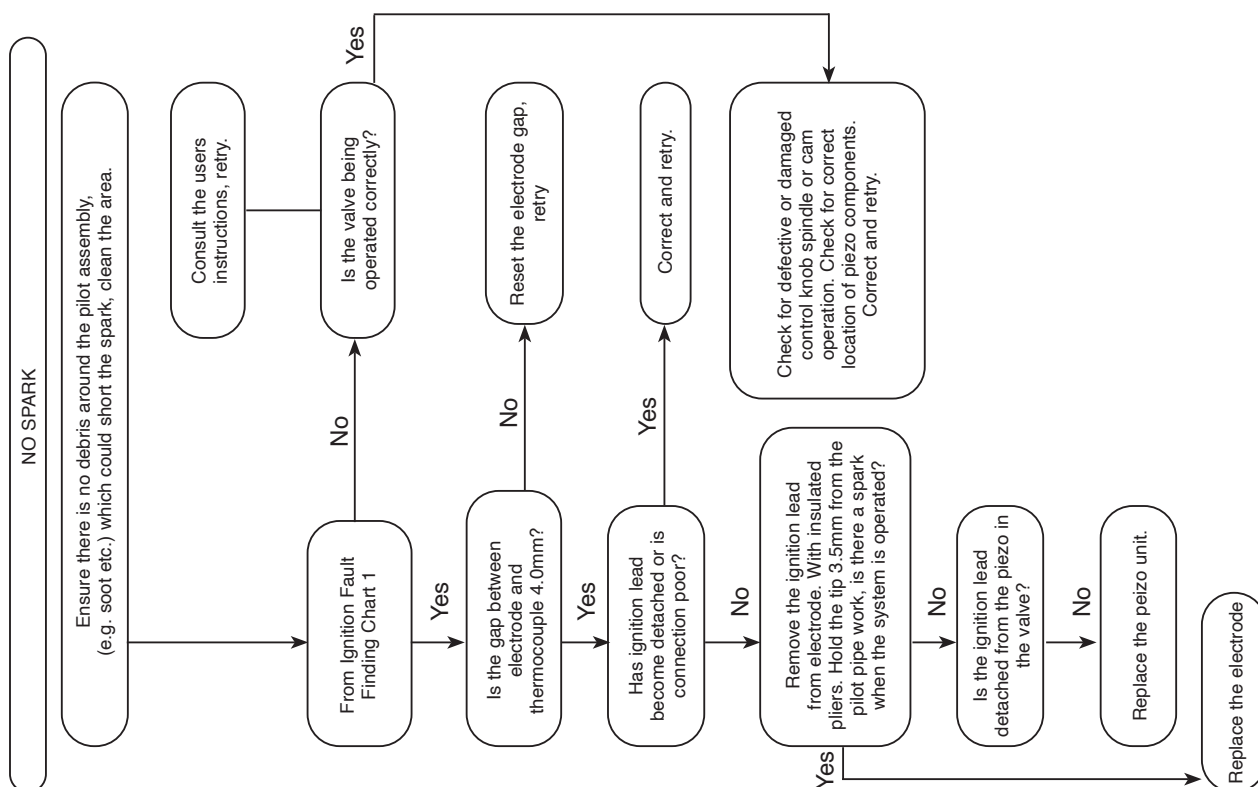 NO SPARK
Ensure there is no debris around the pilot assembly,
(e.g. soot etc.) which could short the spark, clean the area.
From Ignition Fault
Finding Chart 1
No
Is the valve being
operated correctly?
Consult the users
instructions, retry.
Yes
Check for defective or damaged
control knob spindle or cam
operation. Check for correct
location of piezo components.
Correct and retry.
Yes
Is the gap between
electrode and
thermocouple 4.0mm?
No
Reset the electrode gap,
retry
Yes
Has ignition lead
become detached or is
connection poor?
Yes
Correct and retry.
No
Remove the ignition lead
from electrode. With insulated
pliers. Hold the tip 3.5mm from the
pilot pipe work, is there a spark
when the system is operated?
No
Is the ignition lead
detached from the piezo in
the valve?
No
Replace the peizo unit.
Yes
Replace the electrode